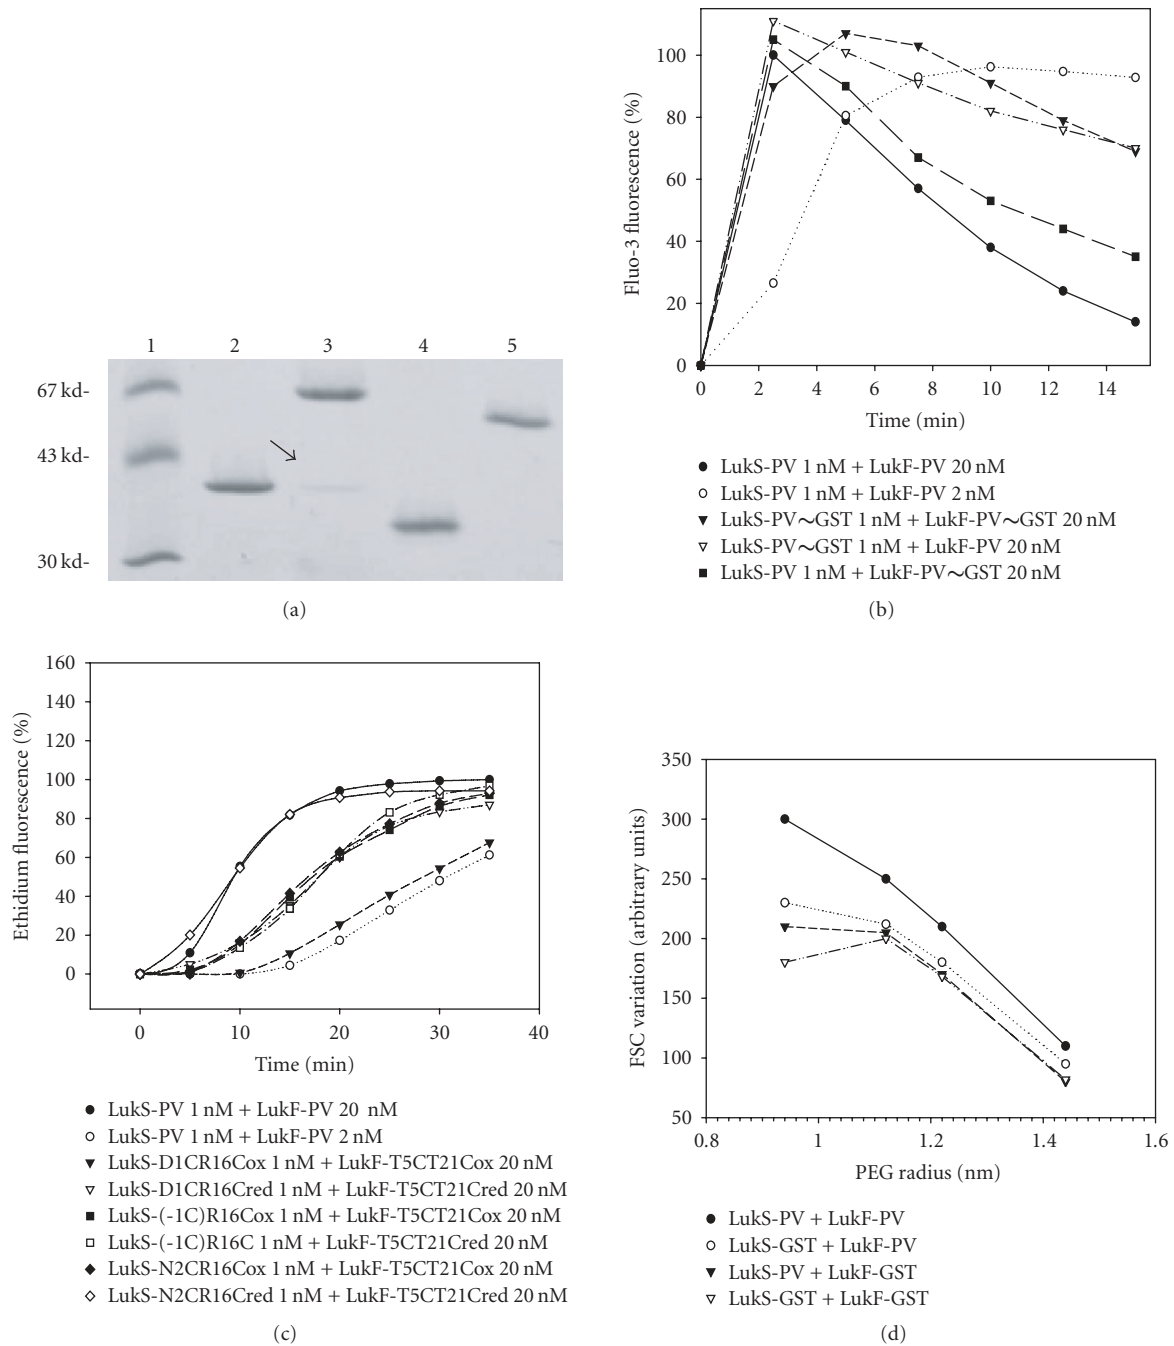 1 2 3 4 5
67 kd-
43 kd-
30 kd-
(a)
100
80
60
40
20
0
Fluo-3 fluorescence (%)
0 2 4 6 8 10 12 14
Time (min)
LukS-PV 1 nM + LukF-PV 20 nM
LukS-PV 1 nM + LukF-PV 2 nM
LukS-PV∼GST 1 nM + LukF-PV∼GST 20 nM
LukS-PV∼GST 1 nM + LukF-PV 20 nM
LukS-PV 1 nM + LukF-PV∼GST 20 nM
(b)
160
140
120
100
80
60
40
20
0
Ethidium fluorescence (%)
0 10 20 30 40
Time (min)
LukS-PV 1 nM + LukF-PV 20 nM
LukS-PV 1 nM + LukF-PV 2 nM
LukS-D1CR16Cox 1 nM + LukF-T5CT21Cox 20 nM
LukS-D1CR16Cred 1 nM + LukF-T5CT21Cred 20 nM
LukS-(-1C)R16Cox 1 nM + LukF-T5CT21Cox 20 nM
LukS-(-1C)R16C 1 nM + LukF-T5CT21Cred 20 nM
LukS-N2CR16Cox 1 nM + LukF-T5CT21Cox 20 nM
LukS-N2CR16Cred 1 nM + LukF-T5CT21Cred 20 nM
(c)
350
300
250
200
150
100
50
FSC variation (arbitrary units)
0.8 1 1.2 1.4 1.6
PEG radius (nm)
LukS-PV + LukF-PV
LukS-GST + LukF-PV
LukS-PV + LukF-GST
LukS-GST + LukF-GST
(d)